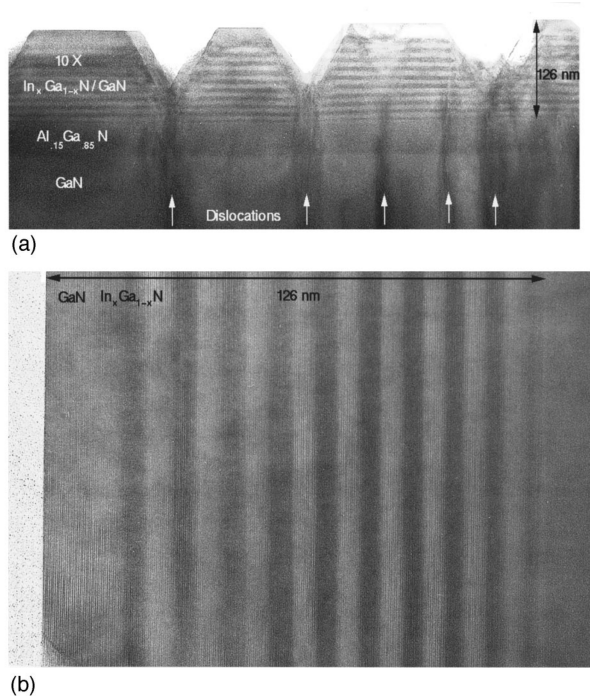 10 X
InₓGa₁₋ₓN/GaN
126 nm
Al.₁₅Ga.₈₅N
GaN
Dislocations
(a)
GaN InₓGa₁₋ₓN 126 nm
(b)